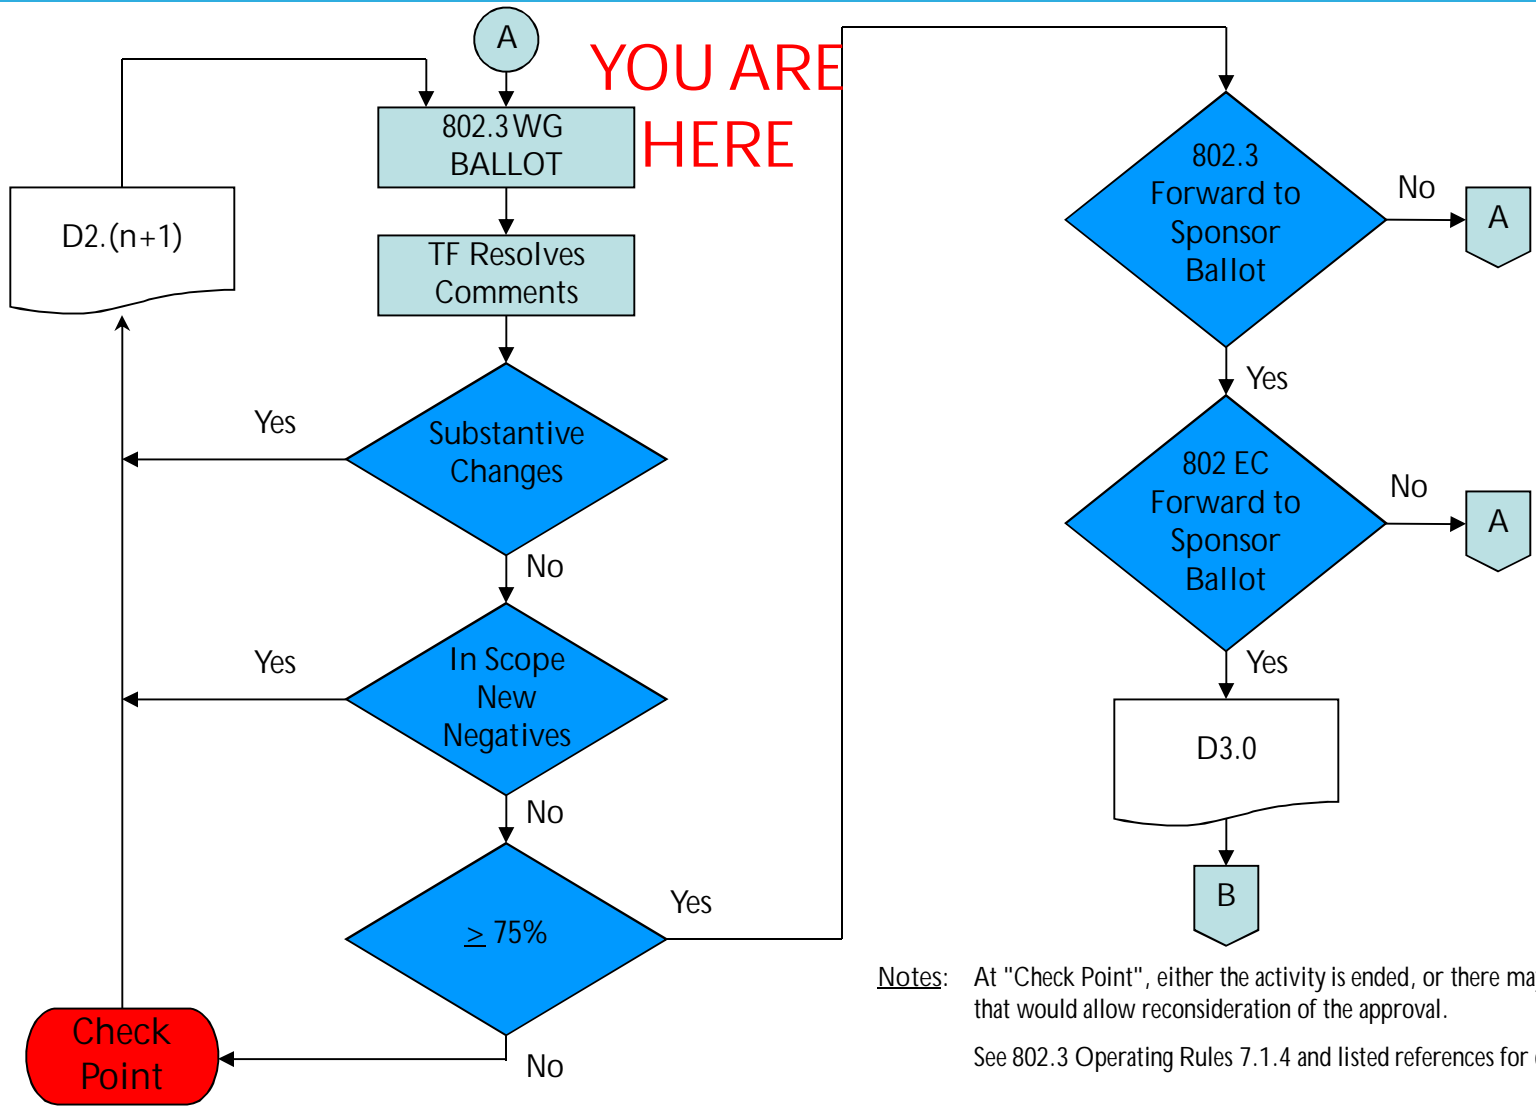 A
YOU ARE
HERE
802.3 WG
BALLOT
D2.(n+1)
TF Resolves
Comments
Yes
Substantive
Changes
No
Yes
In Scope
New
Negatives
No
Yes
≥ 75%
No
Check
Point
802.3
Forward to
Sponsor
Ballot
No
A
Yes
802 EC
Forward to
Sponsor
Ballot
No
A
Yes
D3.0
B
Notes: At "Check Point", either the activity is ended, or there may
that would allow reconsideration of the approval.
See 802.3 Operating Rules 7.1.4 and listed references for